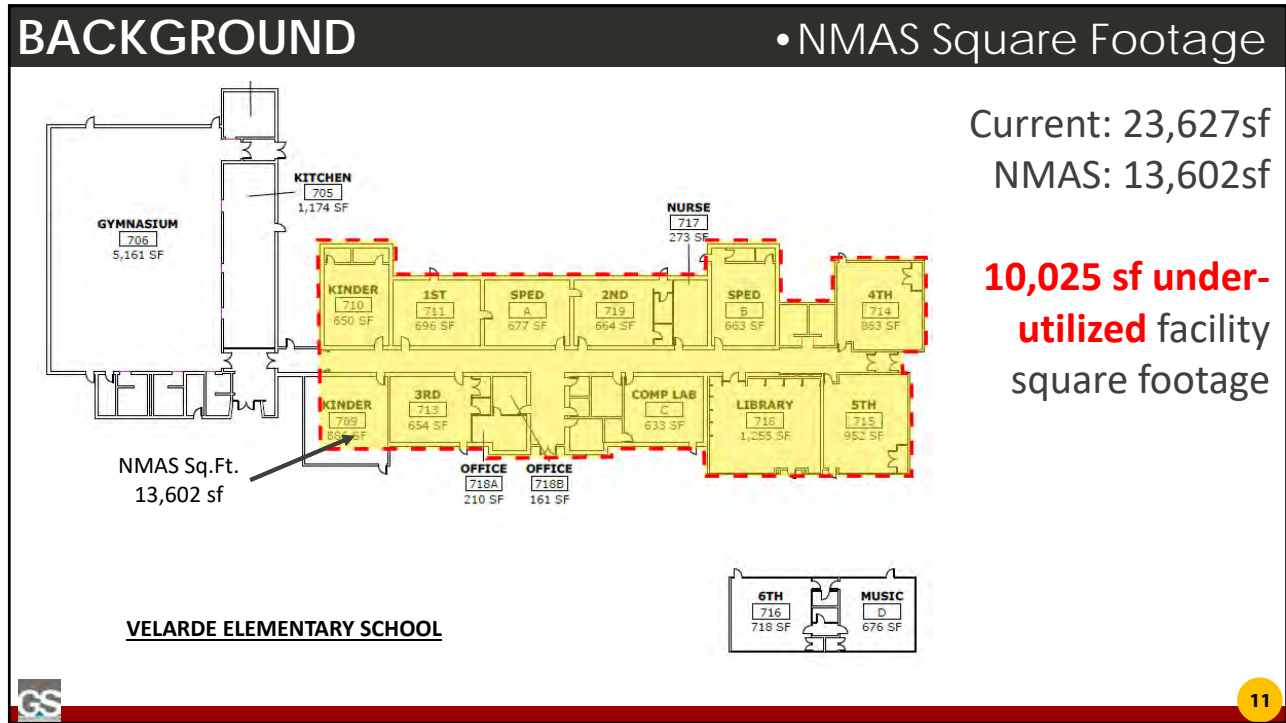 BACKGROUND
•NMAS Square Footage
Current: 23,627sf
NMAS: 13,602sf
10,025 sf under-
utilized facility
square footage
GYMNASIUM
706
5,161 SF
KITCHEN
705
1,174 SF
NURSE
717
273 SF
KINDER
710
650 SF
1ST
711
696 SF
SPED
A
677 SF
2ND
719
664 SF
SPED
B
663 SF
4TH
714
863 SF
KINDER
709
SF
3RD
713
654 SF
COMP LAB
C
633 SF
LIBRARY
716
1,255 SF
5TH
715
952 SF
NMAS Sq.Ft.
13,602 sf
OFFICE
718A
210 SF
OFFICE
718B
161 SF
6TH
716
718 SF
MUSIC
D
676 SF
VELARDE ELEMENTARY SCHOOL
GS
11